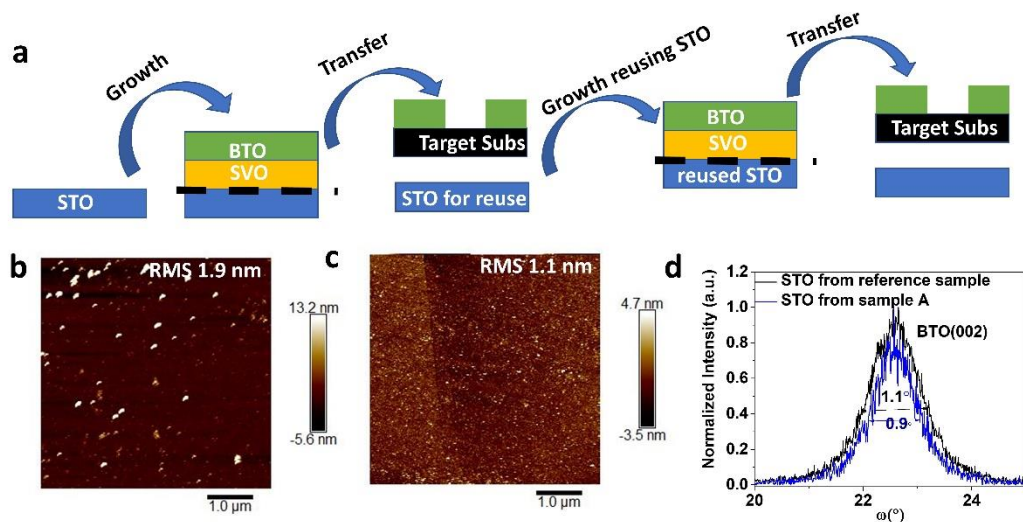 a
Growth
Transfer
Growth reusing STO
Transfer
STO
BTO
SVO
Target Subs
STO for reuse
BTO
SVO
reused STO
Target Subs
b
RMS 1.9 nm
13.2 nm
-5.6 nm
1.0 µm
c
RMS 1.1 nm
4.7 nm
-3.5 nm
1.0 µm
d
Normalized Intensity (a.u.)
1.2
1.0
0.8
0.6
0.4
0.2
0.0
STO from reference sample
STO from sample A
BTO(002)
1.1°
0.9°
20
22
24
ω(°)